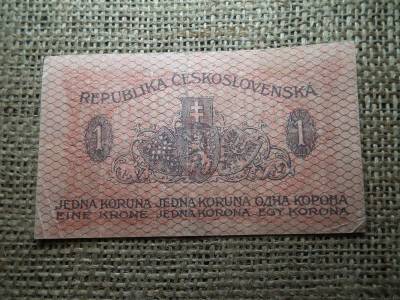 REPUBLIKA ČESKOSLOVENSKÁ
1 1
JEDNA KORUNA JEDNA KORUNA ОДНА КОРОНА
EINE KRONE JEDNA KORONA EGY KORONA